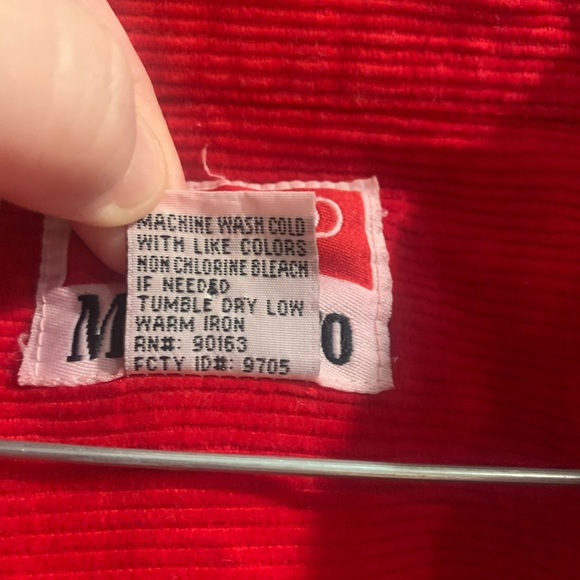 MACHINE WASH COLD
WITH LIKE COLORS
NON CHLORINE BLEACH
IF NEEDED
TUMBLE DRY LOW
WARM IRON
RN#: 90163
FCTY ID#: 9705